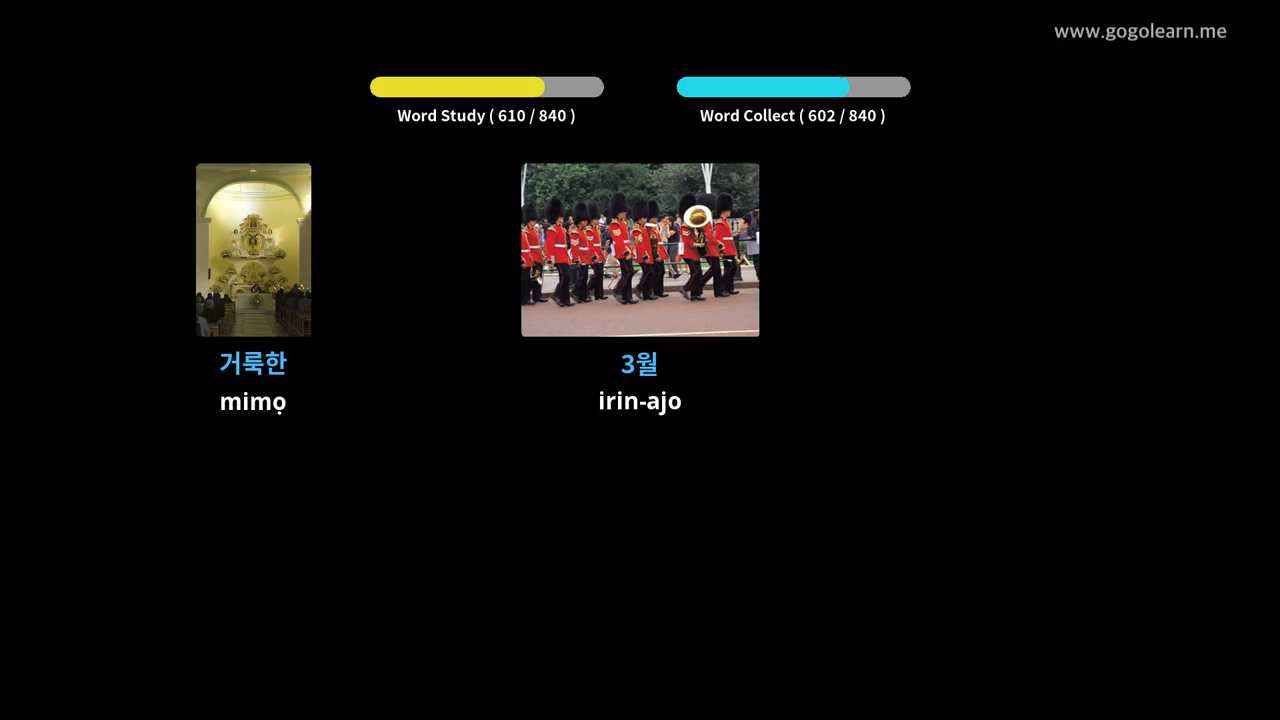 www.gogolearn.me
Word Study ( 610 / 840 )
Word Collect ( 602 / 840 )
거룩한
mimọ
3월
irin-ajo